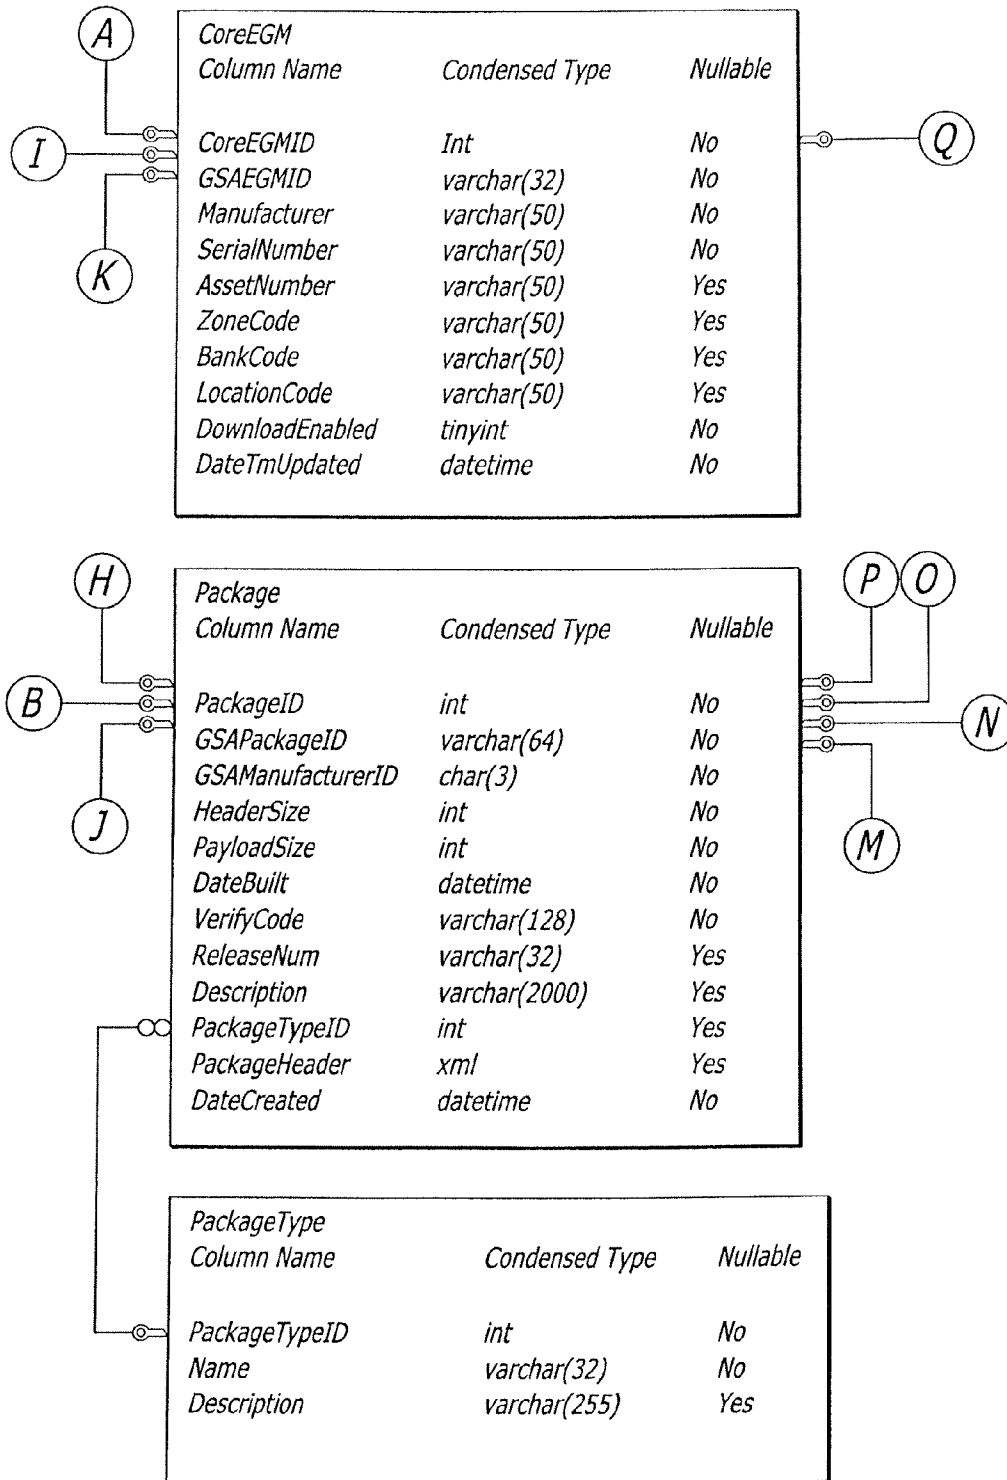 A
CoreEGM
Column Name Condensed Type Nullable
CoreEGMID Int No
I
Q
GSAEGMID varchar(32) No
Manufacturer varchar(50) No
SerialNumber varchar(50) No
K
AssetNumber varchar(50) Yes
ZoneCode varchar(50) Yes
BankCode varchar(50) Yes
LocationCode varchar(50) Yes
DownloadEnabled tinyint No
DateTmUpdated datetime No
H
P
O
Package
Column Name Condensed Type Nullable
B
PackageID int No
N
GSAPackageID varchar(64) No
GSAManufacturerID char(3) No
HeaderSize int No
J
PayloadSize int No
M
DateBuilt datetime No
VerifyCode varchar(128) No
ReleaseNum varchar(32) Yes
Description varchar(2000) Yes
PackageTypeID int Yes
PackageHeader xml Yes
DateCreated datetime No
PackageType
Column Name Condensed Type Nullable
PackageTypeID int No
Name varchar(32) No
Description varchar(255) Yes